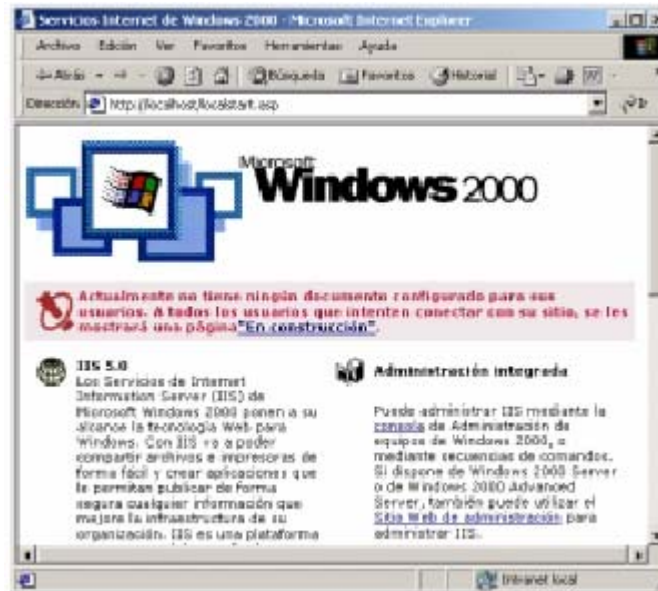 Servicios Internet de Windows 2000 - Microsoft Internet Explorer
Archivo Edición Ver Favoritos Herramientas Ayuda
Atrás Búsqueda Favoritos Historial
Dirección http://localhost/localstart.asp
Microsoft
Windows 2000
Actualmente no tiene ningún documento configurado para sus
usuarios. A todos los usuarios que intenten conectar con su sitio, se les
mostrará una página "En construcción".
IIS 5.0
Los Servicios de Internet
Information Server (IIS) de
Microsoft Windows 2000 ponen a su
alcance la tecnología Web para
Windows. Con IIS va a poder
compartir archivos e impresoras de
forma fácil y crear aplicaciones que
le permitan publicar de forma
segura cualquier información que
mejore la infraestructura de su
organización. IIS es una plataforma
Administración integrada
Puede administrar IIS mediante la
consola de Administración de
equipos de Windows 2000, o
mediante secuencias de comandos.
Si dispone de Windows 2000 Server
o de Windows 2000 Advanced
Server, también puede utilizar el
Sitio Web de administración para
administrar IIS.
Intranet local